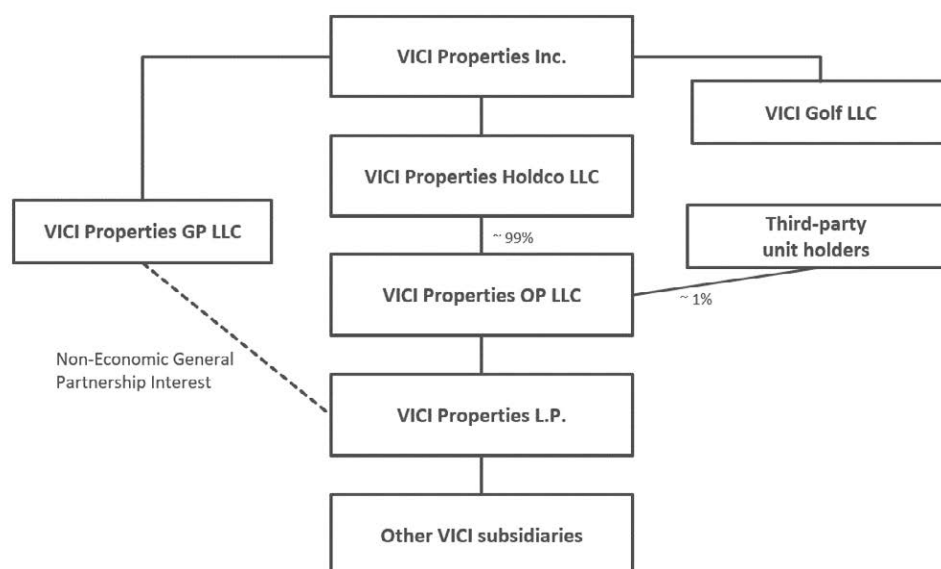 VICI Properties Inc.
VICI Golf LLC
VICI Properties Holdco LLC
VICI Properties GP LLC
Third-party
unit holders
~ 99%
VICI Properties OP LLC
~ 1%
Non-Economic General
Partnership Interest
VICI Properties L.P.
Other VICI subsidiaries